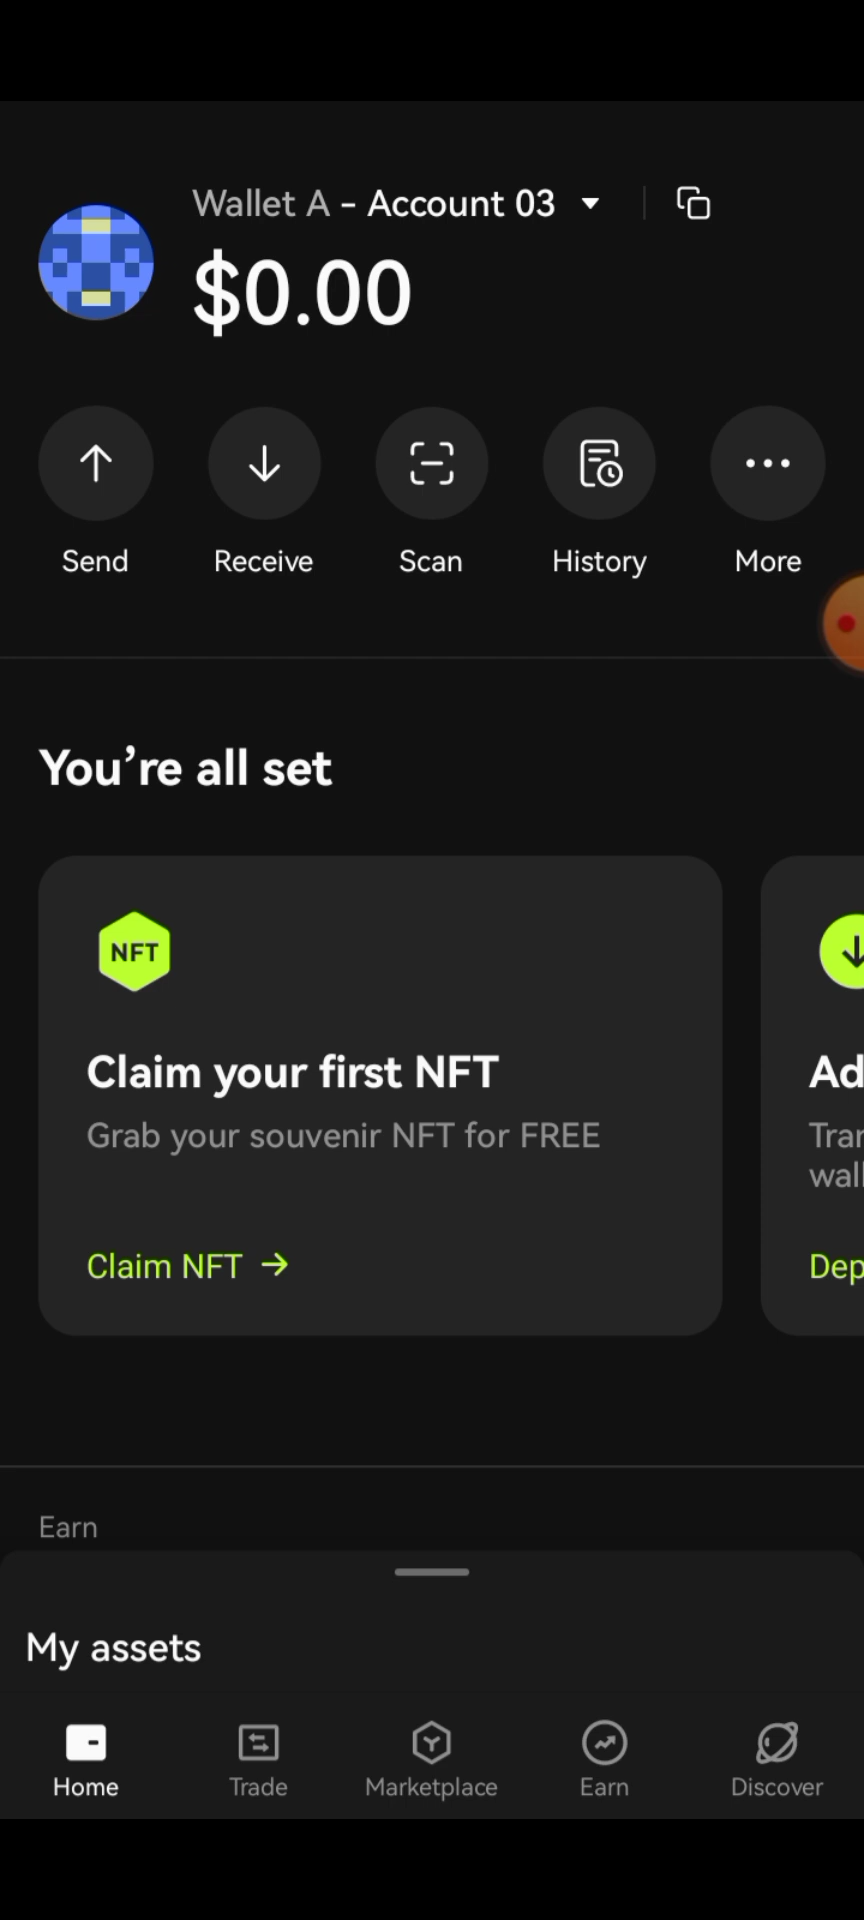 Wallet A - Account 03
$0.00
Send
Receive
Scan
History
More
You’re all set
NFT
Claim your first NFT
Grab your souvenir NFT for FREE
Claim NFT →
Earn
My assets
Home
Trade
Marketplace
Earn
Discover